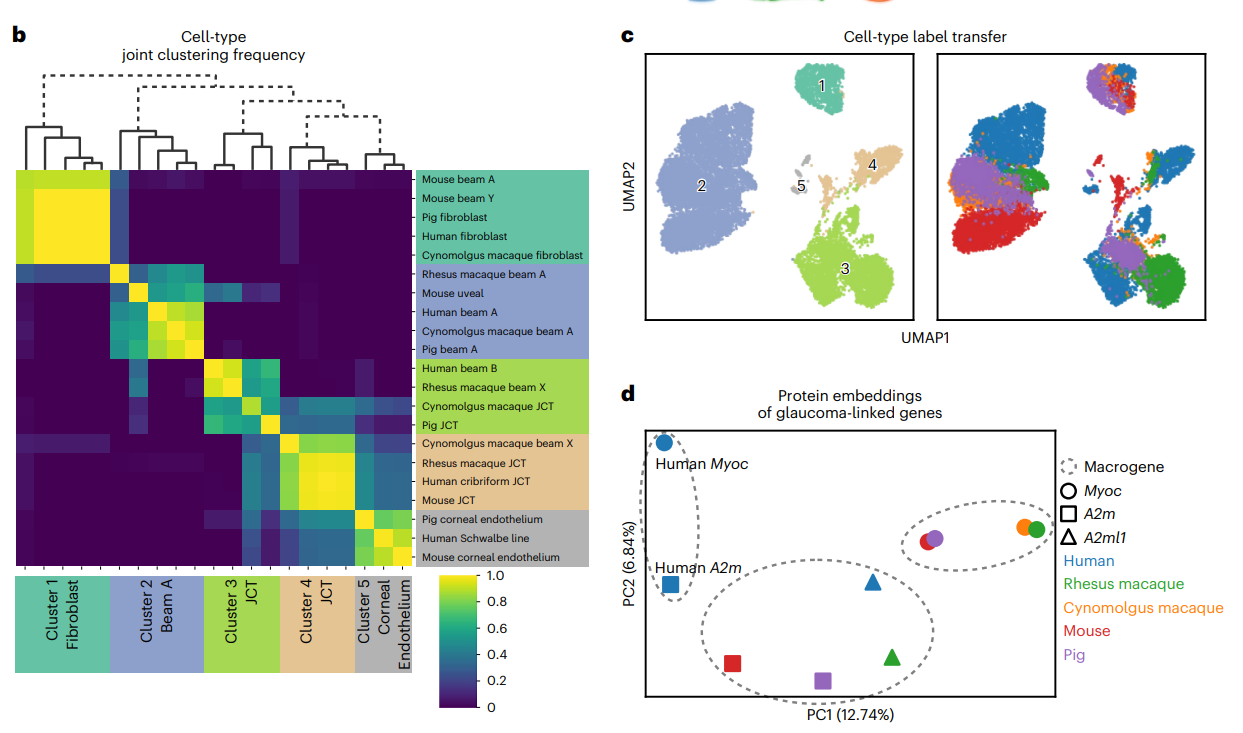 b
Cell-type
joint clustering frequency
Mouse beam A
Mouse beam Y
Pig fibroblast
Human fibroblast
Cynomolgus macaque fibroblast
Rhesus macaque beam A
Mouse uveal
Human beam A
Cynomolgus macaque beam A
Pig beam A
Human beam B
Rhesus macaque beam X
Cynomolgus macaque JCT
Pig JCT
Cynomolgus macaque beam X
Rhesus macaque JCT
Human cribriform JCT
Mouse JCT
Pig corneal endothelium
Human Schwalbe line
Mouse corneal endothelium
Cluster 1
Fibroblast
Cluster 2
Beam A
Cluster 3
JCT
Cluster 4
JCT
Cluster 5
Corneal
Endothelium
1.0
0.8
0.6
0.4
0.2
0
c
Cell-type label transfer
1
2
3
4
5
UMAP2
UMAP1
d
Protein embeddings
of glaucoma-linked genes
Human Myoc
Human A2m
PC2 (6.84%)
PC1 (12.74%)
Macrogene
Myoc
A2m
A2ml1
Human
Rhesus macaque
Cynomolgus macaque
Mouse
Pig